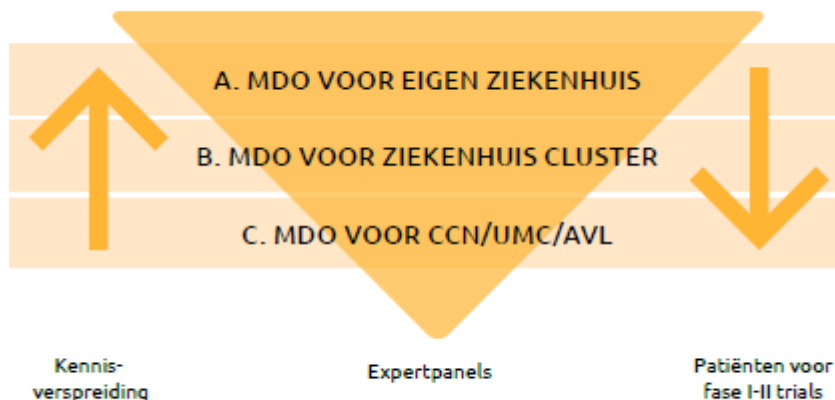 A. MDO VOOR EIGEN ZIEKENHUIS
B. MDO VOOR ZIEKENHUIS CLUSTER
C. MDO VOOR CCN/UMC/AVL
Kennis-
verspreiding
Expertpanels
Patiënten voor
fase I-II trials